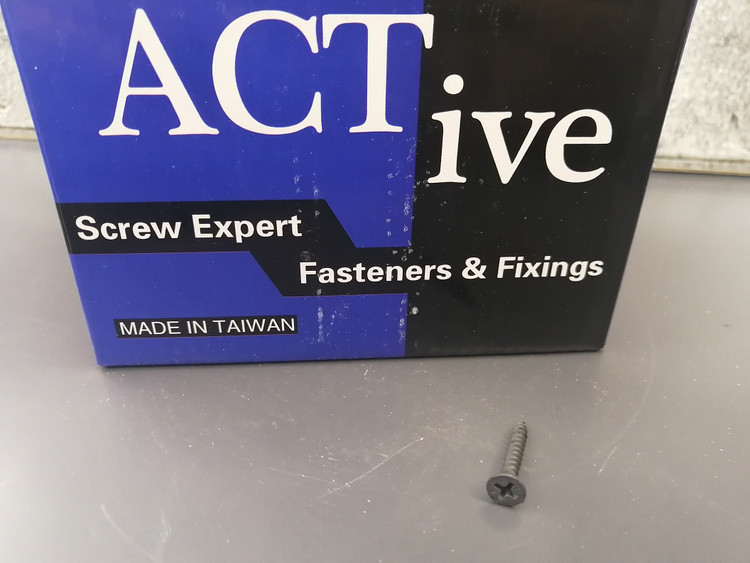 ACTive
Screw Expert
Fasteners & Fixings
MADE IN TAIWAN